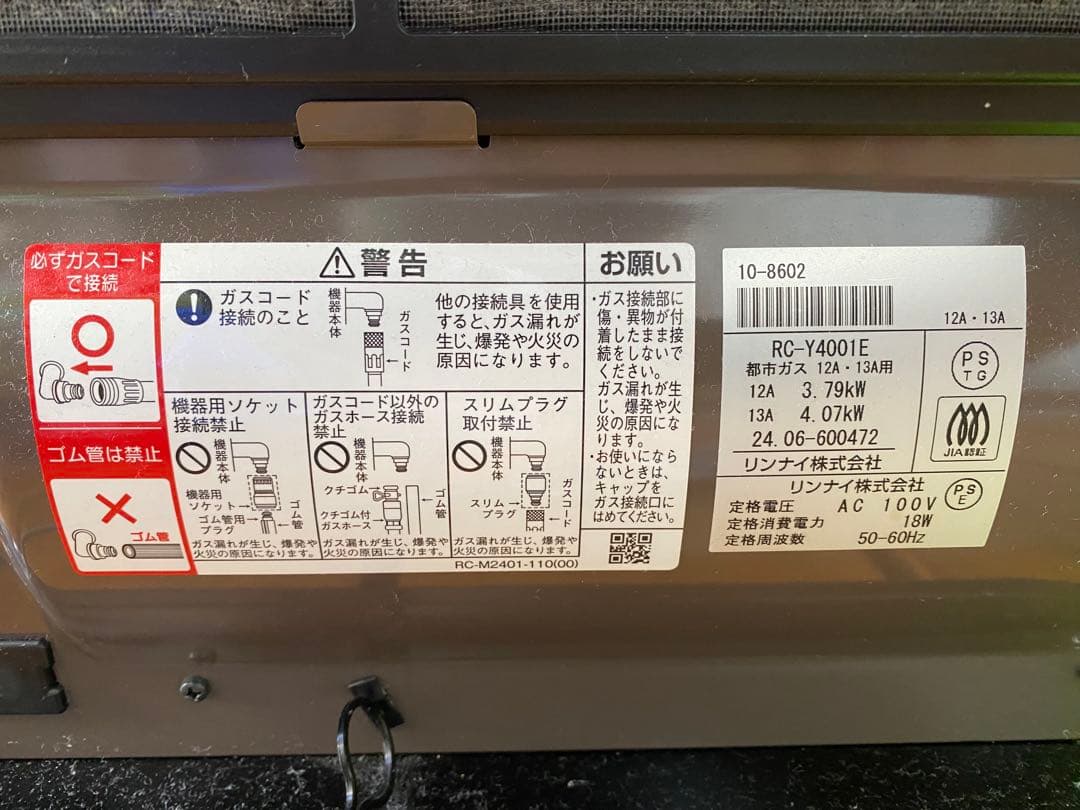 必ずガスコード
で接続
ゴム管は禁止
ゴム管
警告
ガスコード
接続のこと
機器本体
ガスコード
他の接続具を使用
すると、ガス漏れが
生じ、爆発や火災の
原因になります。
機器用ソケット
接続禁止
機器本体
機器用
ソケット
ゴム管用
プラグ
ゴム管
ガス漏れが生じ、爆発や
火災の原因になります。
ガスコード以外の
ガスホース接続
禁止
機器本体
クチゴム
クチゴム付
ガスホース
ゴム管
ガス漏れが生じ、爆発や
火災の原因になります。
スリムプラグ
取付禁止
機器本体
スリム
プラグ
ガスコード
ガス漏れが生じ、爆発や
火災の原因になります。
RC-M2401-110(00)
お願い
・ガス接続部に
傷・異物が付
着したまま接
続をしないで
ください。
ガス漏れが生
じ、爆発や火
災の原因にな
ります。
・お使いになら
ないときは、
キャップを
ガス接続口に
はめてください。
10-8602
12A・13A
RC-Y4001E
都市ガス 12A・13A用
12A 3.79kW
13A 4.07kW
24.06-600472
リンナイ株式会社
PS
TG
JIA認証
リンナイ株式会社
定格電圧 AC 100V
定格消費電力 18W
定格周波数 50-60Hz
PS
E